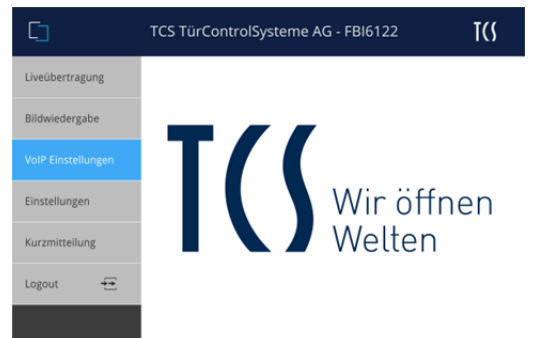 TCS TürControlSysteme AG - FBI6122
TCS
Liveübertragung
Bildwiedergabe
VoIP Einstellungen
Einstellungen
Kurzmitteilung
Logout
TCS
Wir öffnen
Welten